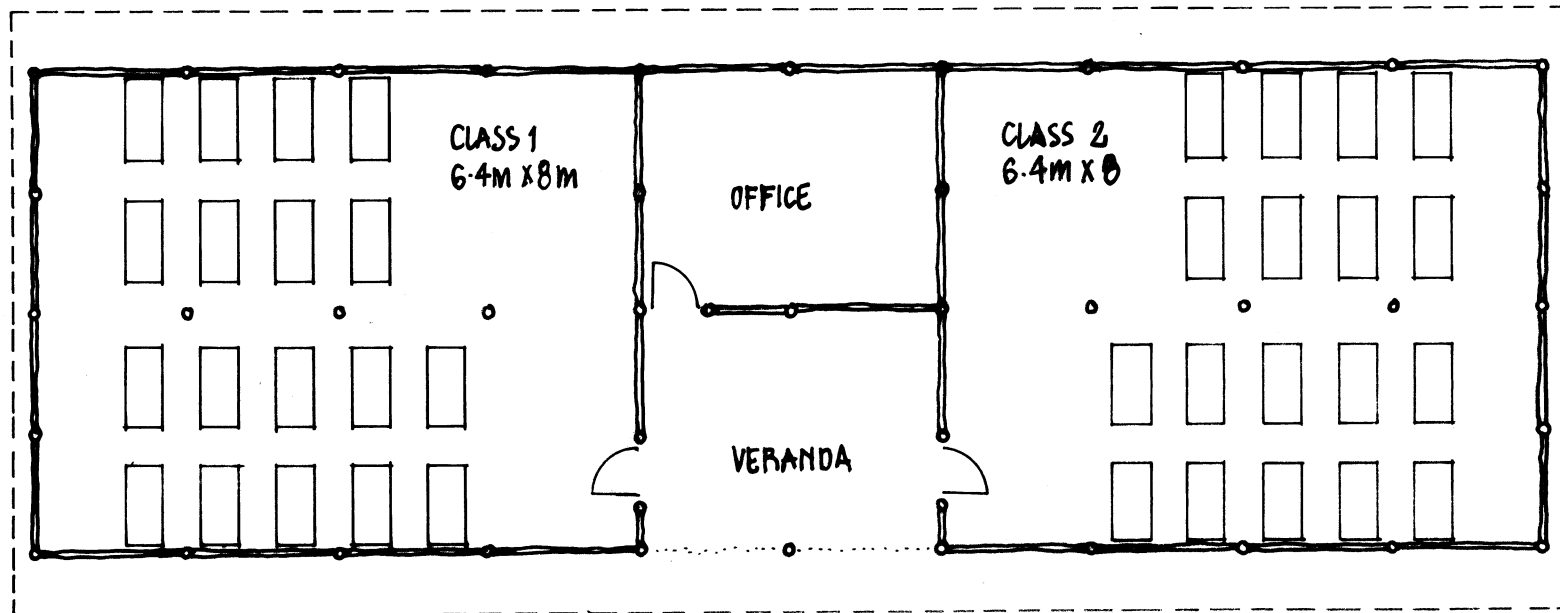 CLASS 1
6.4m X 8m
OFFICE
CLASS 2
6.4m X 8
VERANDA